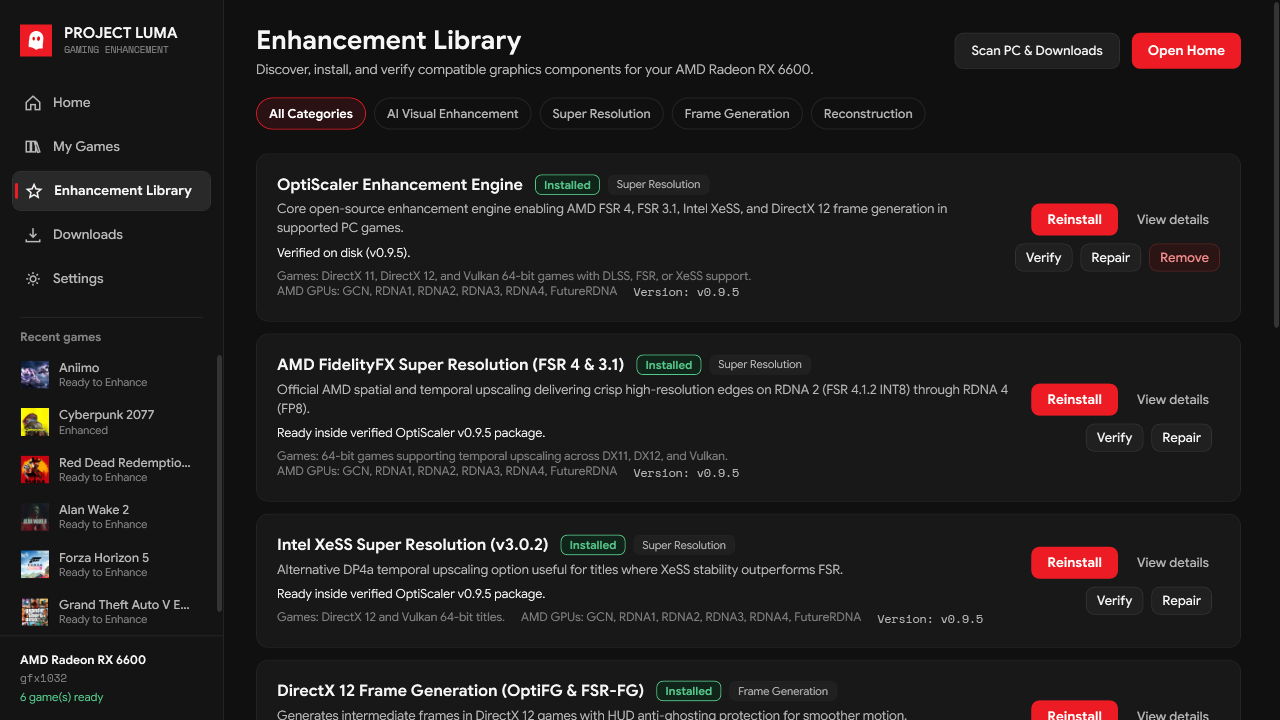 PROJECT LUMA
GAMING ENHANCEMENT
Home
My Games
Enhancement Library
Downloads
Settings
Recent games
Aniimo
Ready to Enhance
Cyberpunk 2077
Enhanced
Red Dead Redemptio...
Ready to Enhance
Alan Wake 2
Ready to Enhance
Forza Horizon 5
Ready to Enhance
Grand Theft Auto V E...
Ready to Enhance
AMD Radeon RX 6600
gfx1032
6 game(s) ready
Enhancement Library
Discover, install, and verify compatible graphics components for your AMD Radeon RX 6600.
Scan PC & Downloads
Open Home
All Categories
AI Visual Enhancement
Super Resolution
Frame Generation
Reconstruction
OptiScaler Enhancement Engine
Installed
Super Resolution
Core open-source enhancement engine enabling AMD FSR 4, FSR 3.1, Intel XeSS, and DirectX 12 frame generation in
supported PC games.
Verified on disk (v0.9.5).
Games: DirectX 11, DirectX 12, and Vulkan 64-bit games with DLSS, FSR, or XeSS support.
AMD GPUs: GCN, RDNA1, RDNA2, RDNA3, RDNA4, FutureRDNA
Version: v0.9.5
Reinstall
View details
Verify
Repair
Remove
AMD FidelityFX Super Resolution (FSR 4 & 3.1)
Installed
Super Resolution
Official AMD spatial and temporal upscaling delivering crisp high-resolution edges on RDNA 2 (FSR 4.1.2 INT8) through RDNA 4
(FP8).
Ready inside verified OptiScaler v0.9.5 package.
Games: 64-bit games supporting temporal upscaling across DX11, DX12, and Vulkan.
AMD GPUs: GCN, RDNA1, RDNA2, RDNA3, RDNA4, FutureRDNA
Version: v0.9.5
Reinstall
View details
Verify
Repair
Intel XeSS Super Resolution (v3.0.2)
Installed
Super Resolution
Alternative DP4a temporal upscaling option useful for titles where XeSS stability outperforms FSR.
Ready inside verified OptiScaler v0.9.5 package.
Games: DirectX 12 and Vulkan 64-bit titles.
AMD GPUs: GCN, RDNA1, RDNA2, RDNA3, RDNA4, FutureRDNA
Version: v0.9.5
Reinstall
View details
Verify
Repair
DirectX 12 Frame Generation (OptiFG & FSR-FG)
Installed
Frame Generation
Generates intermediate frames in DirectX 12 games with HUD anti-ghosting protection for smoother motion.
Reinstall
View details